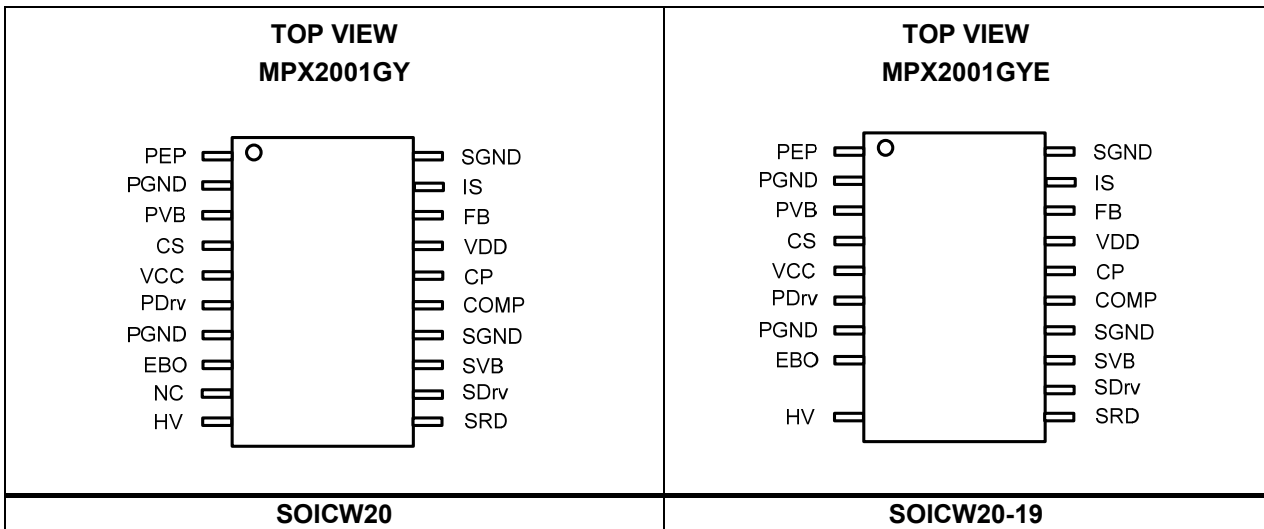 TOP VIEW
MPX2001GY
PEP
PGND
PVB
CS
VCC
PDrv
PGND
EBO
NC
HV
SGND
IS
FB
VDD
CP
COMP
SGND
SVB
SDrv
SRD
SOICW20
TOP VIEW
MPX2001GYE
PEP
PGND
PVB
CS
VCC
PDrv
PGND
EBO
HV
SGND
IS
FB
VDD
CP
COMP
SGND
SVB
SDrv
SRD
SOICW20-19